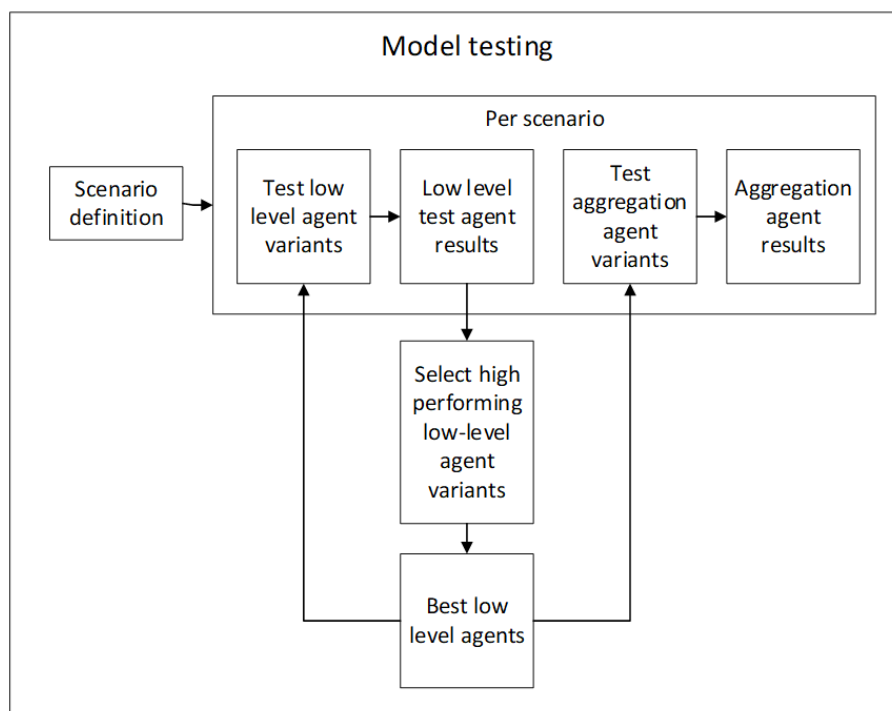 Model testing
Per scenario
Scenario
definition
Test low
level agent
variants
Low level
test agent
results
Test
aggregation
agent
variants
Aggregation
agent
results
Select high
performing
low-level
agent
variants
Best low
level agents